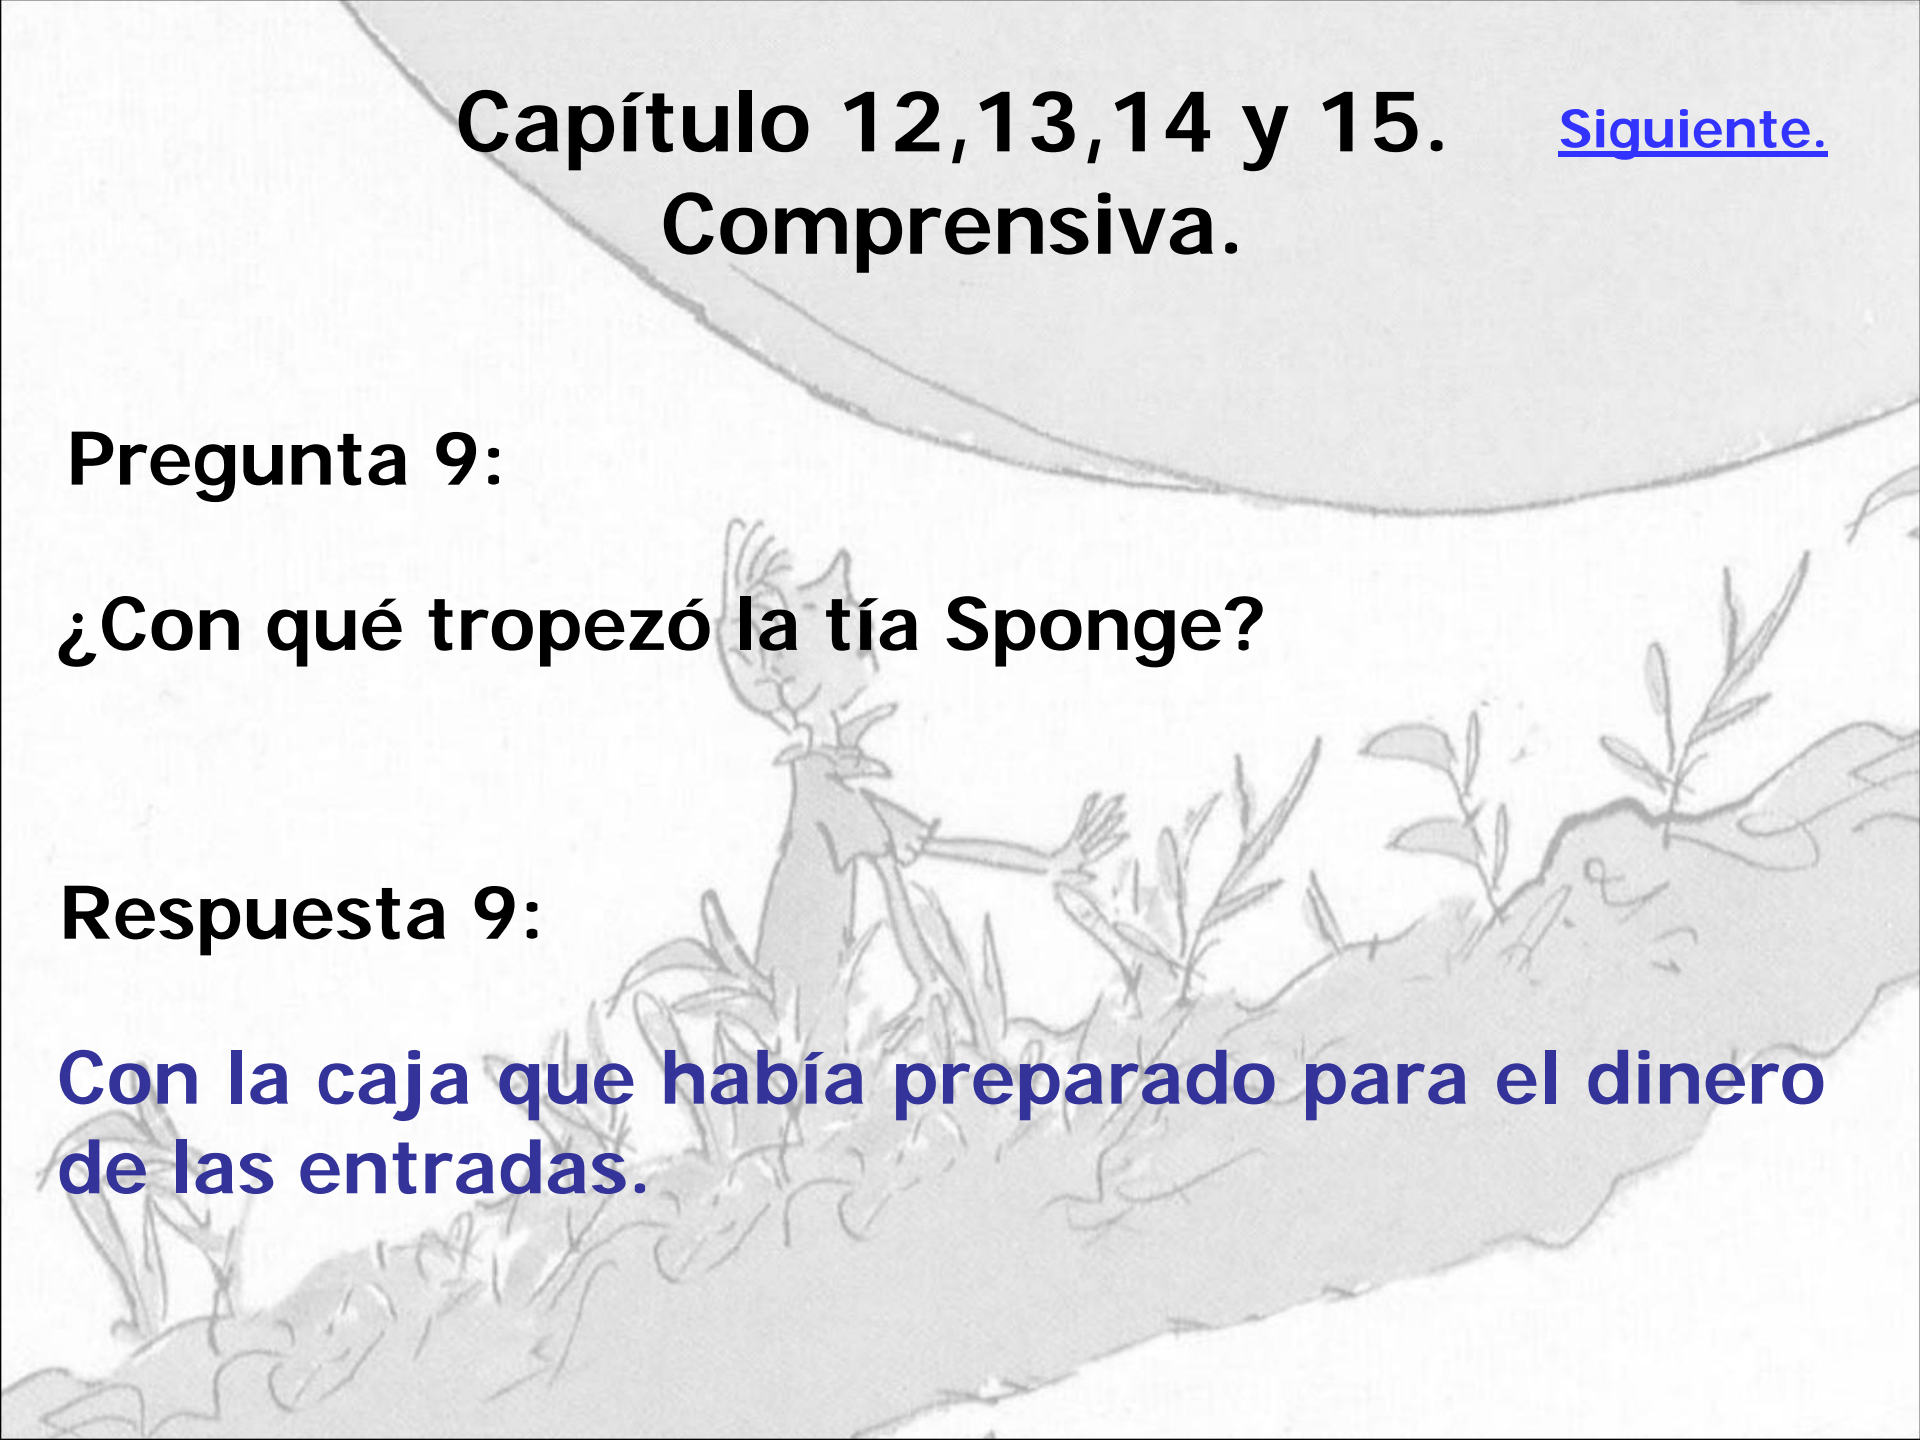 Capítulo 12,13,14 y 15.
Siguiente.
Comprensiva.
Pregunta 9:
¿Con qué tropezó la tía Sponge?
Respuesta 9:
Con la caja que había preparado para el dinero
de las entradas.